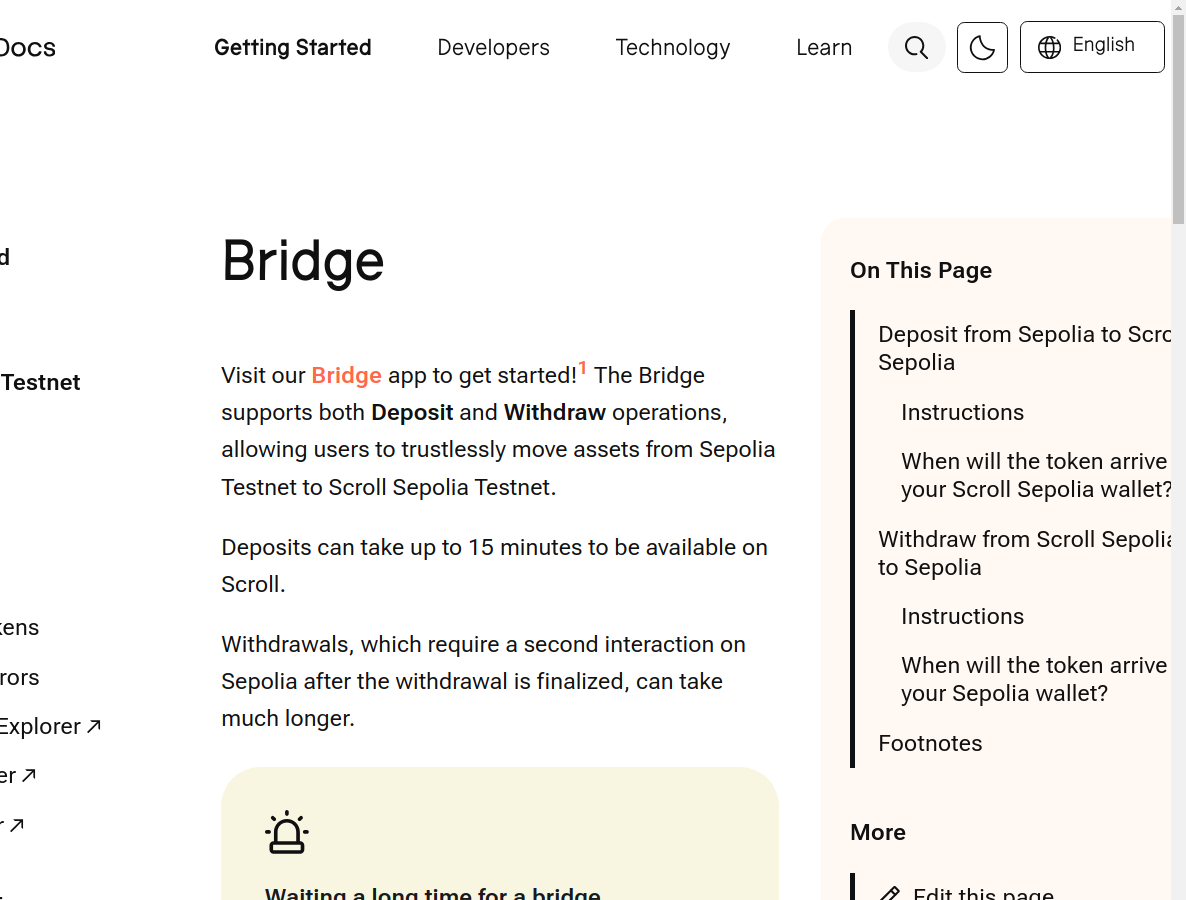 Docs
Getting Started
Developers
Technology
Learn
English
d
Testnet
kens
rors
Explorer
er
r
Bridge
Visit our Bridge app to get started!1 The Bridge
supports both Deposit and Withdraw operations,
allowing users to trustlessly move assets from Sepolia
Testnet to Scroll Sepolia Testnet.
Deposits can take up to 15 minutes to be available on
Scroll.
Withdrawals, which require a second interaction on
Sepolia after the withdrawal is finalized, can take
much longer.
Waiting a long time for a bridge
On This Page
Deposit from Sepolia to Scro
Sepolia
Instructions
When will the token arrive
your Scroll Sepolia wallet?
Withdraw from Scroll Sepolia
to Sepolia
Instructions
When will the token arrive
your Sepolia wallet?
Footnotes
More
Edit this page